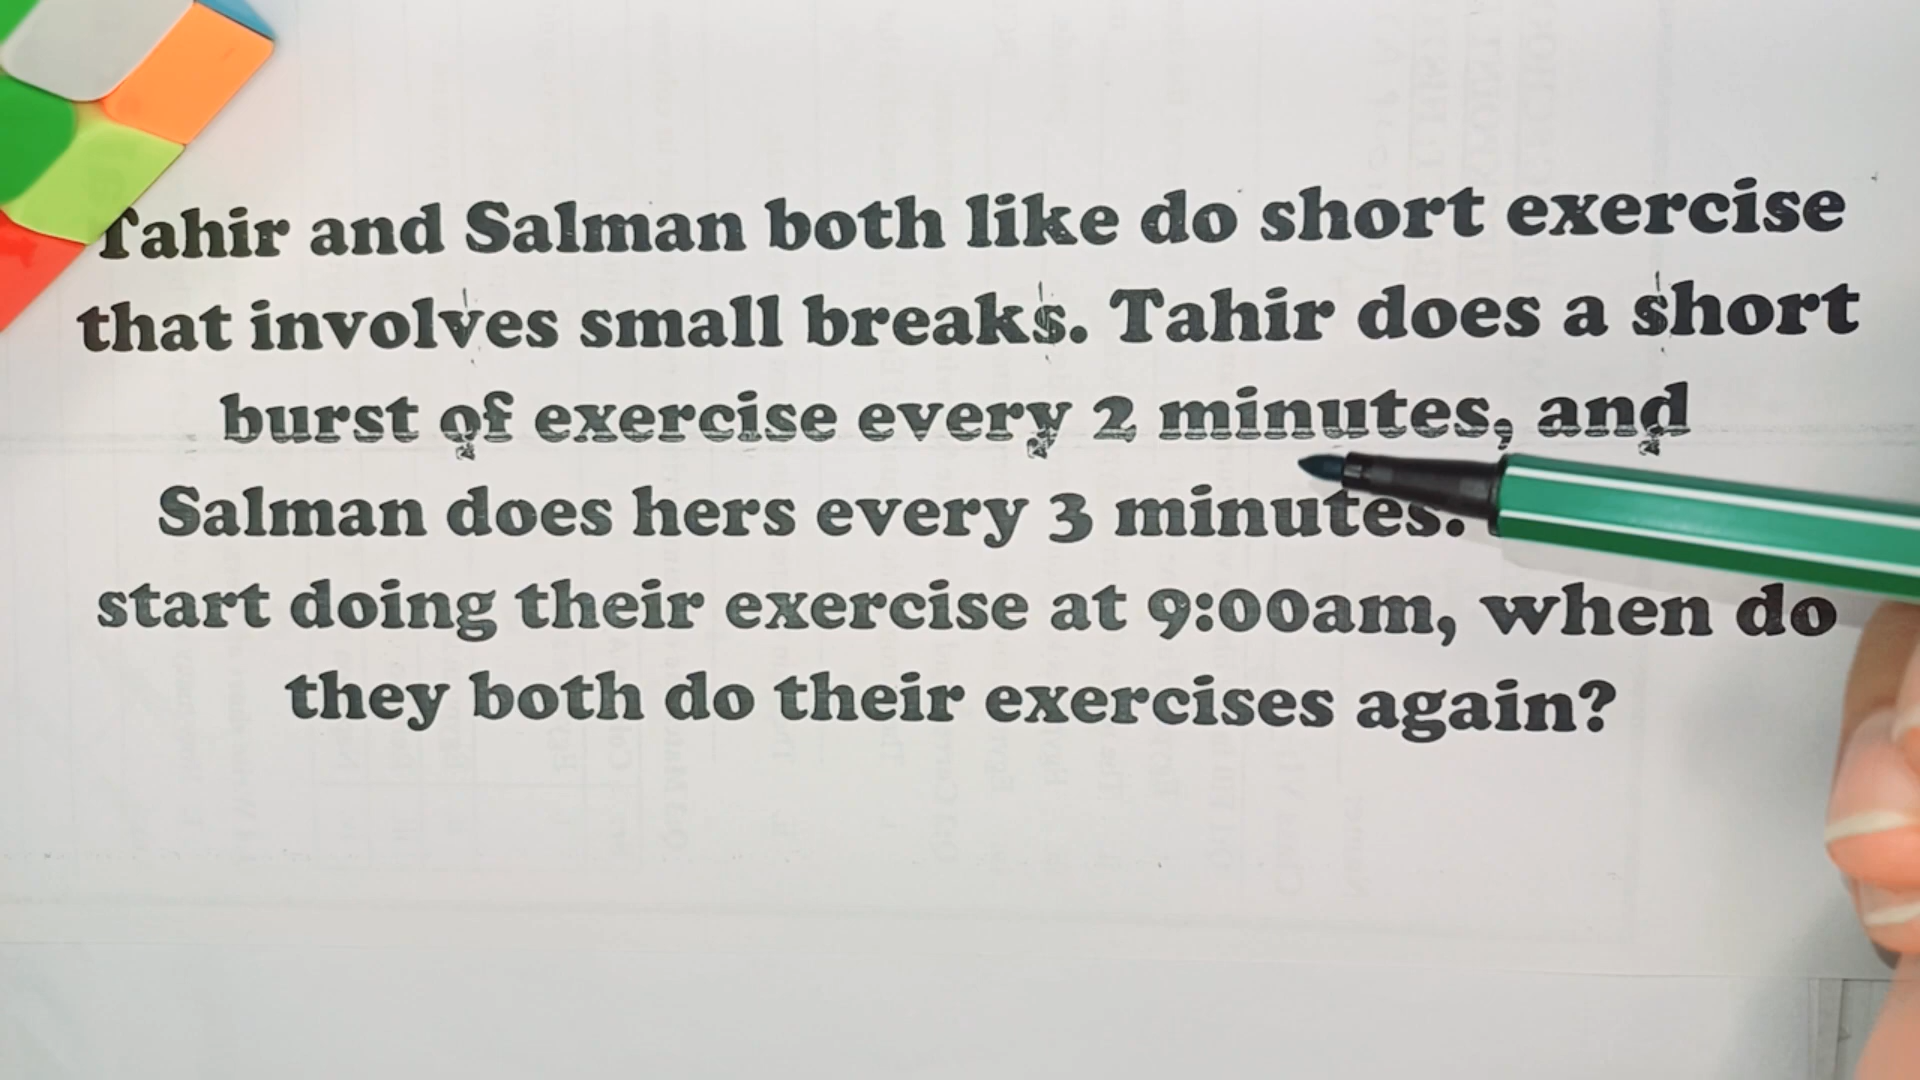 Tahir and Salman both like do short exercise
that involves small breaks. Tahir does a short
burst of exercise every 2 minutes, and
Salman does hers every 3 minutes.
start doing their exercise at 9:00am, when do
they both do their exercises again?